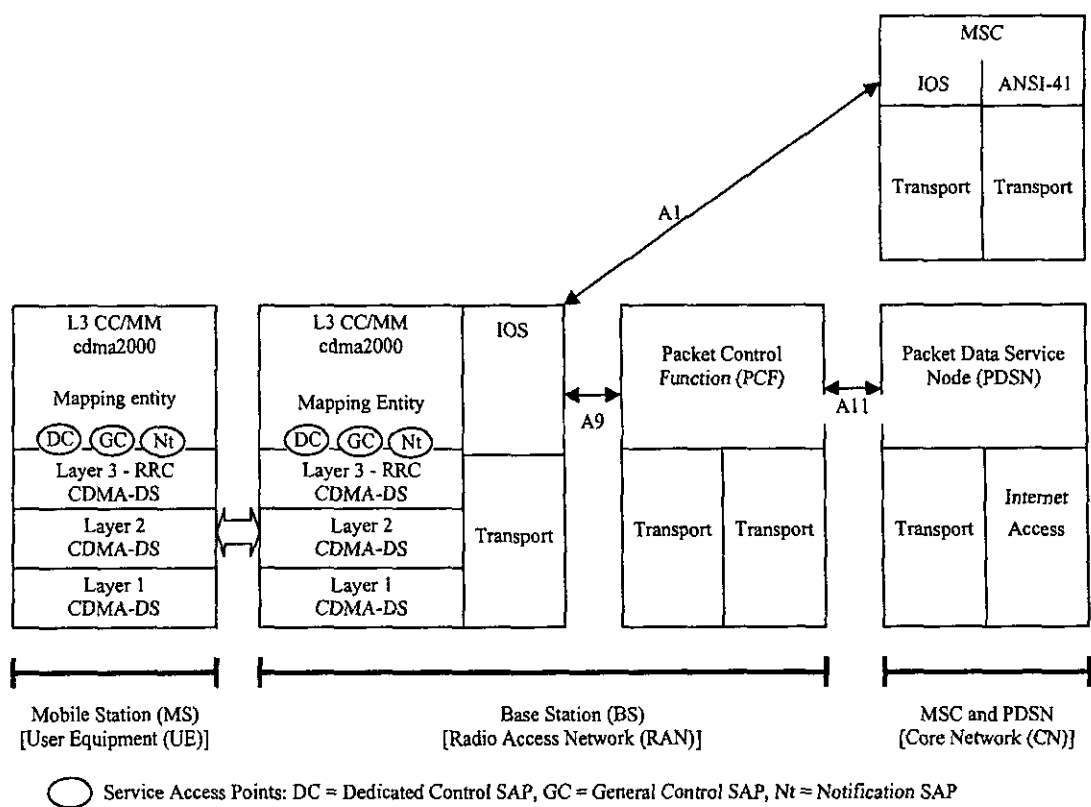 MSC
IOS
ANSI-41
Transport
Transport
A1
L3 CC/MM
cdma2000
Mapping entity
DC
GC
Nt
Layer 3 - RRC
CDMA-DS
Layer 2
CDMA-DS
Layer 1
CDMA-DS
L3 CC/MM
cdma2000
Mapping Entity
DC
GC
Nt
Layer 3 - RRC
CDMA-DS
Layer 2
CDMA-DS
Layer 1
CDMA-DS
IOS
Transport
A9
Packet Control
Function (PCF)
Transport
Transport
A11
Packet Data Service
Node (PDSN)
Transport
Internet
Access
Mobile Station (MS)
[User Equipment (UE)]
Base Station (BS)
[Radio Access Network (RAN)]
MSC and PDSN
[Core Network (CN)]
Service Access Points: DC = Dedicated Control SAP, GC = General Control SAP, Nt = Notification SAP